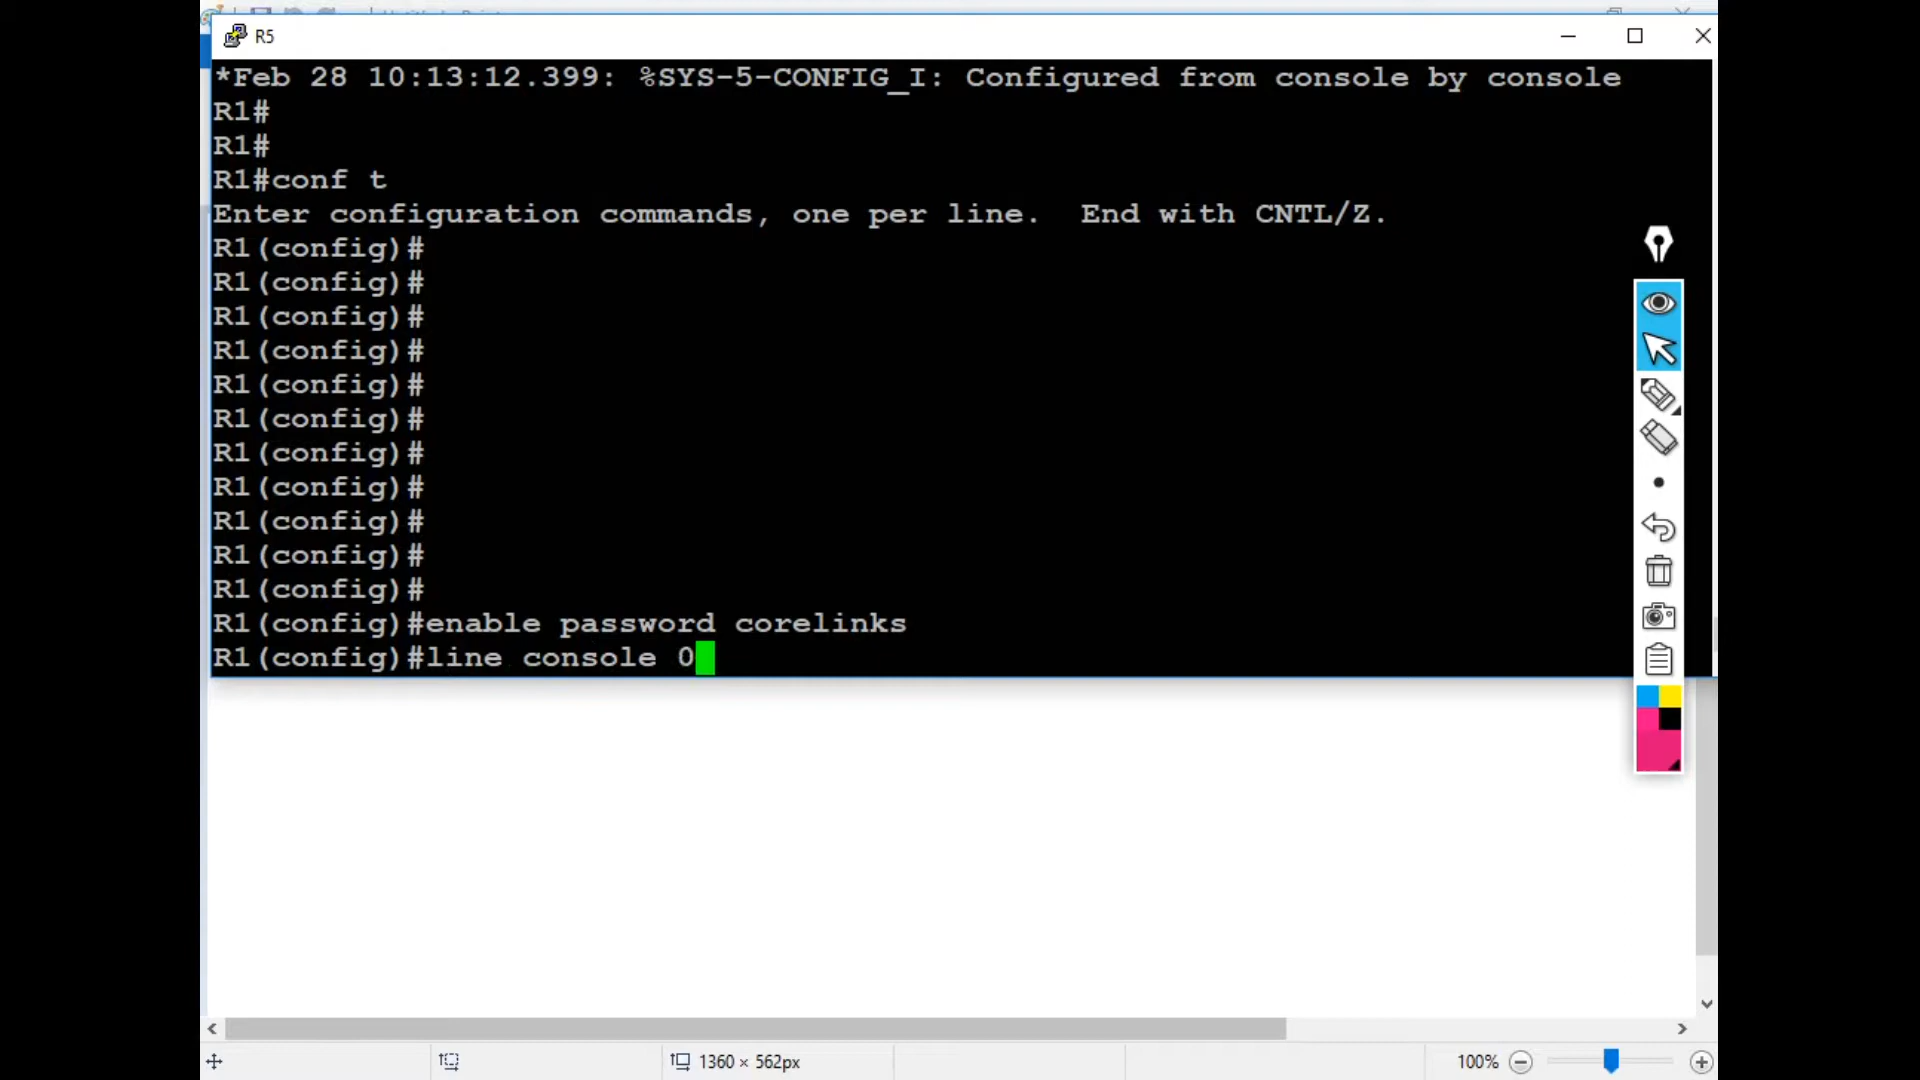 R5
*Feb 28 10:13:12.399: %SYS-5-CONFIG_I: Configured from console by console
R1#
R1#
R1#conf t
Enter configuration commands, one per line.  End with CNTL/Z.
R1(config)#
R1(config)#
R1(config)#
R1(config)#
R1(config)#
R1(config)#
R1(config)#
R1(config)#
R1(config)#
R1(config)#
R1(config)#
R1(config)#enable password corelinks
R1(config)#line console 0
1360 × 562px
100%